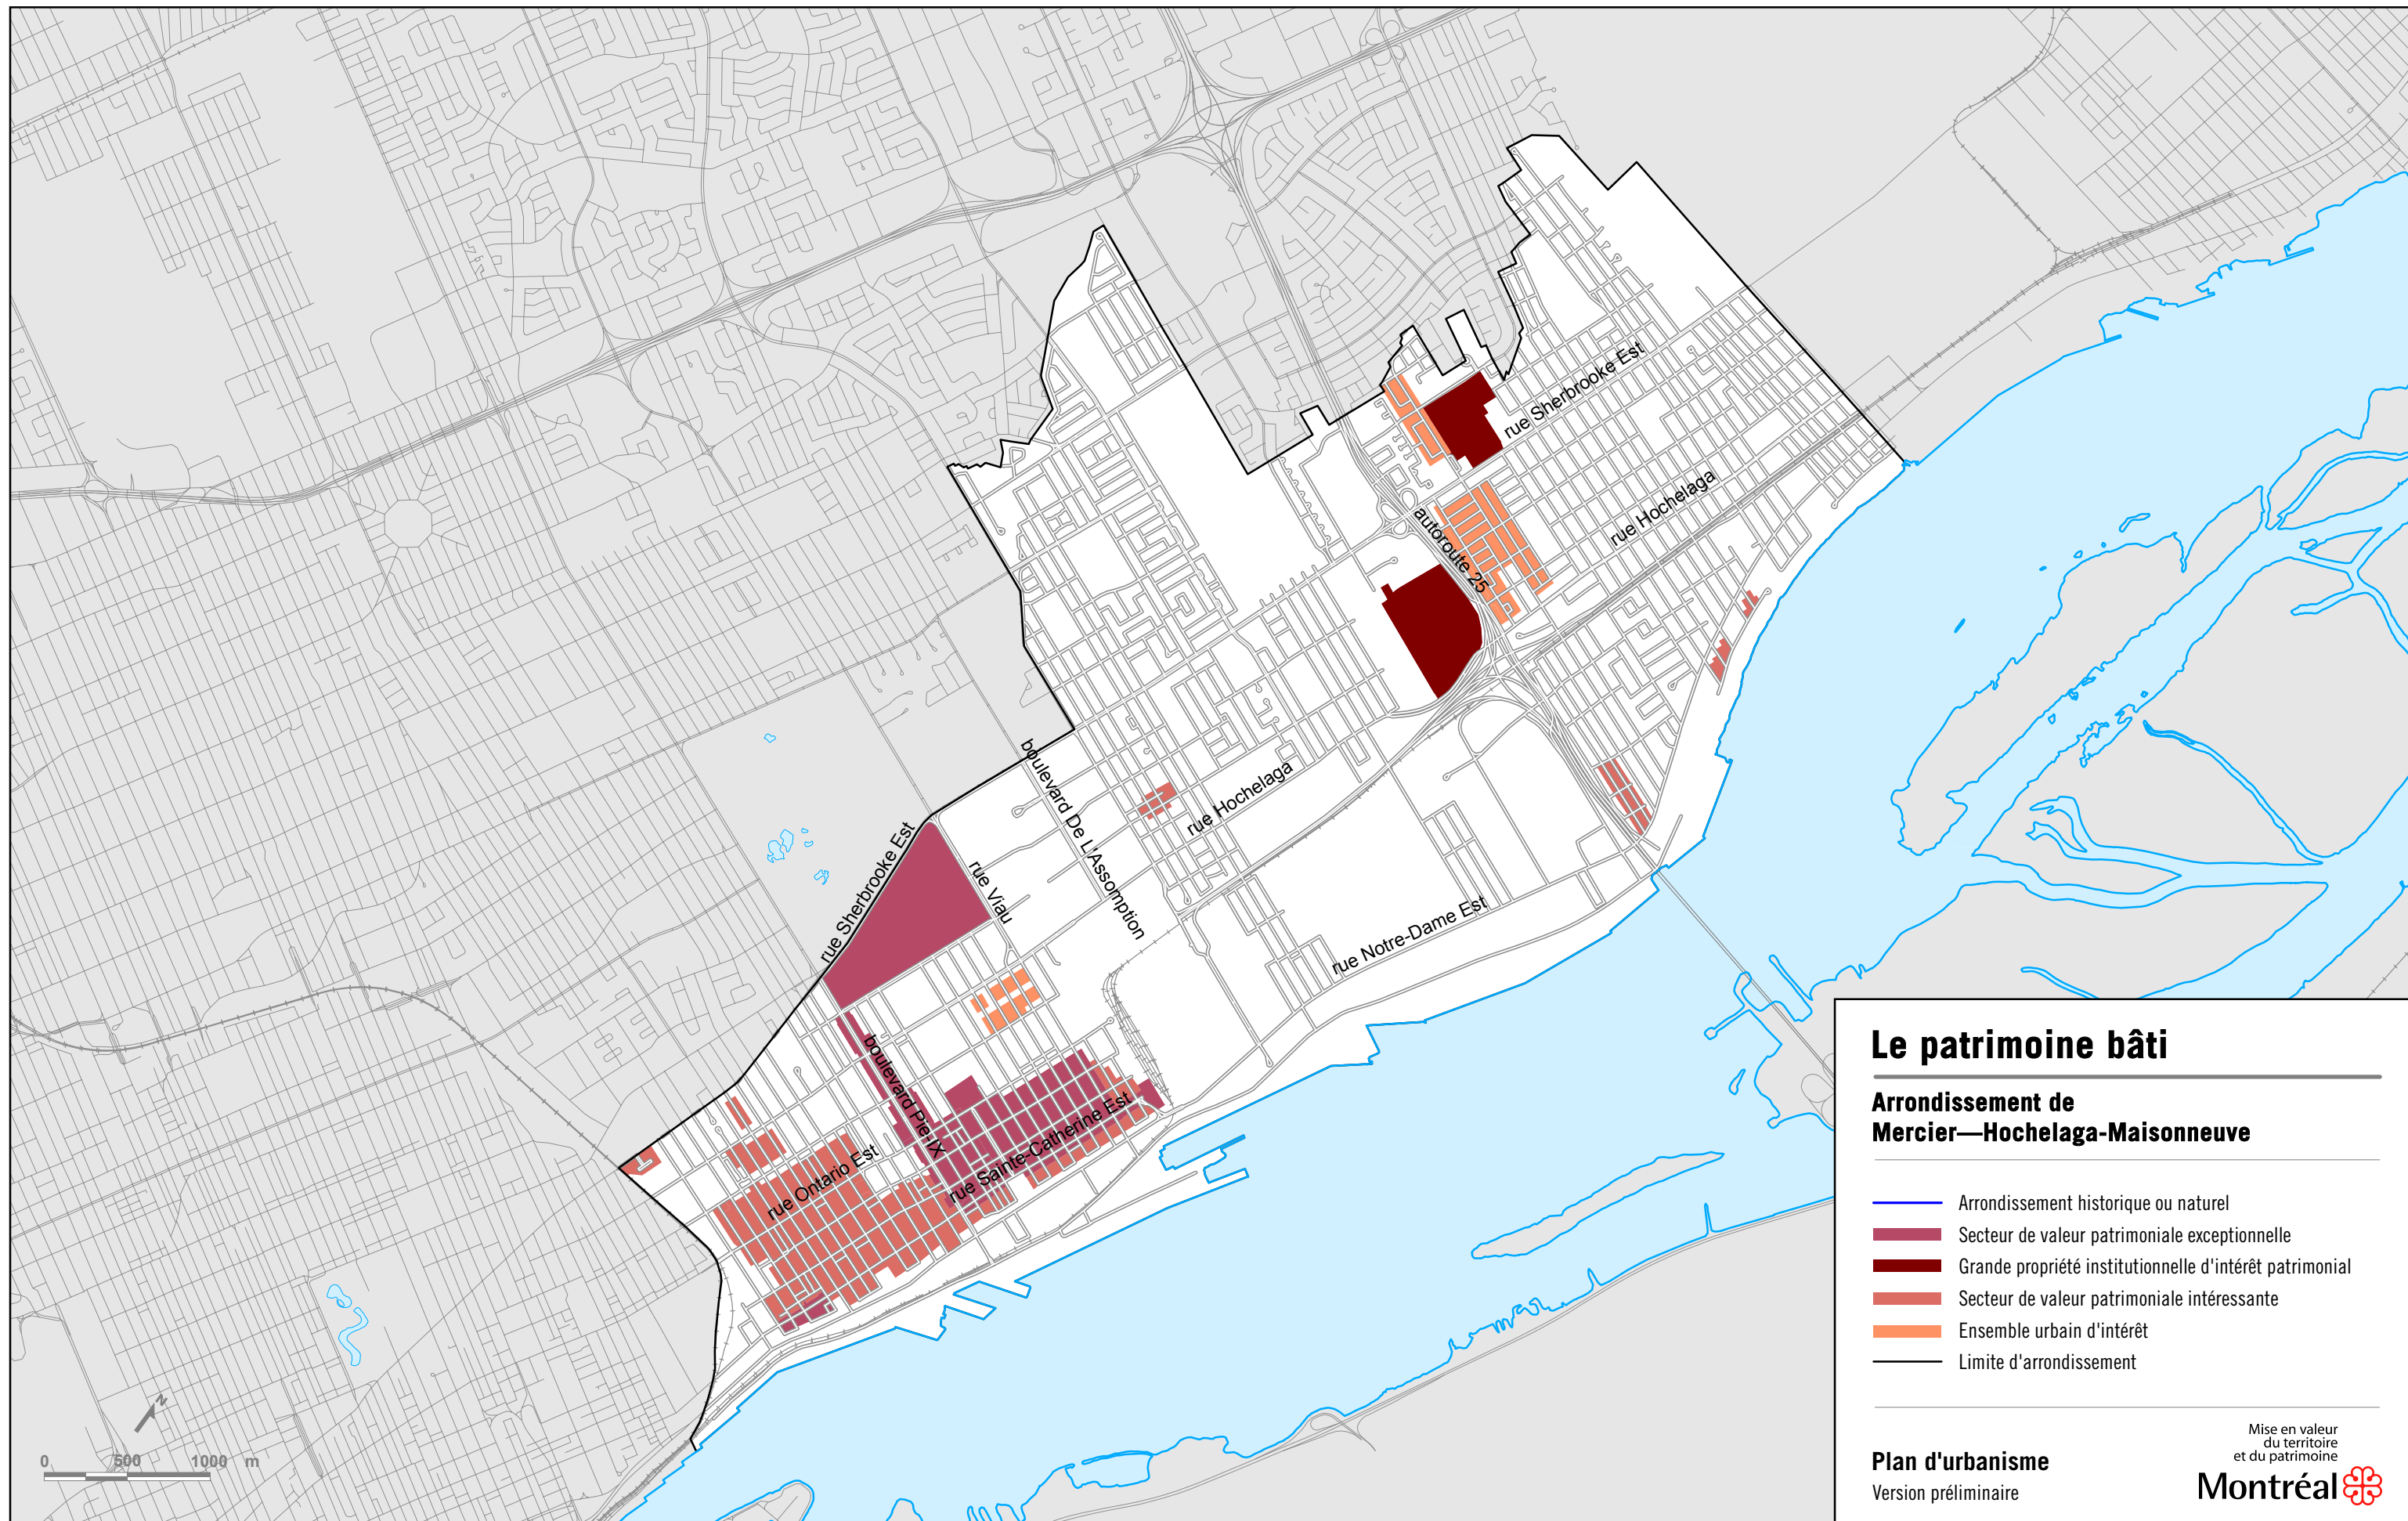 rue Sherbrooke Est
rue Hochelaga
autoroute 25
boulevard De L'Assomption
rue Hochelaga
rue Sherbrooke Est
rue Viau
rue Notre-Dame Est
boulevard Pie-IX
rue Sainte-Catherine Est
rue Ontario Est
N
0 500 1000 m
Le patrimoine bâti
Arrondissement de
Mercier—Hochelaga-Maisonneuve
Arrondissement historique ou naturel
Secteur de valeur patrimoniale exceptionnelle
Grande propriété institutionnelle d'intérêt patrimonial
Secteur de valeur patrimoniale intéressante
Ensemble urbain d'intérêt
Limite d'arrondissement
Plan d'urbanisme
Version préliminaire
Mise en valeur
du territoire
et du patrimoine
Montréal